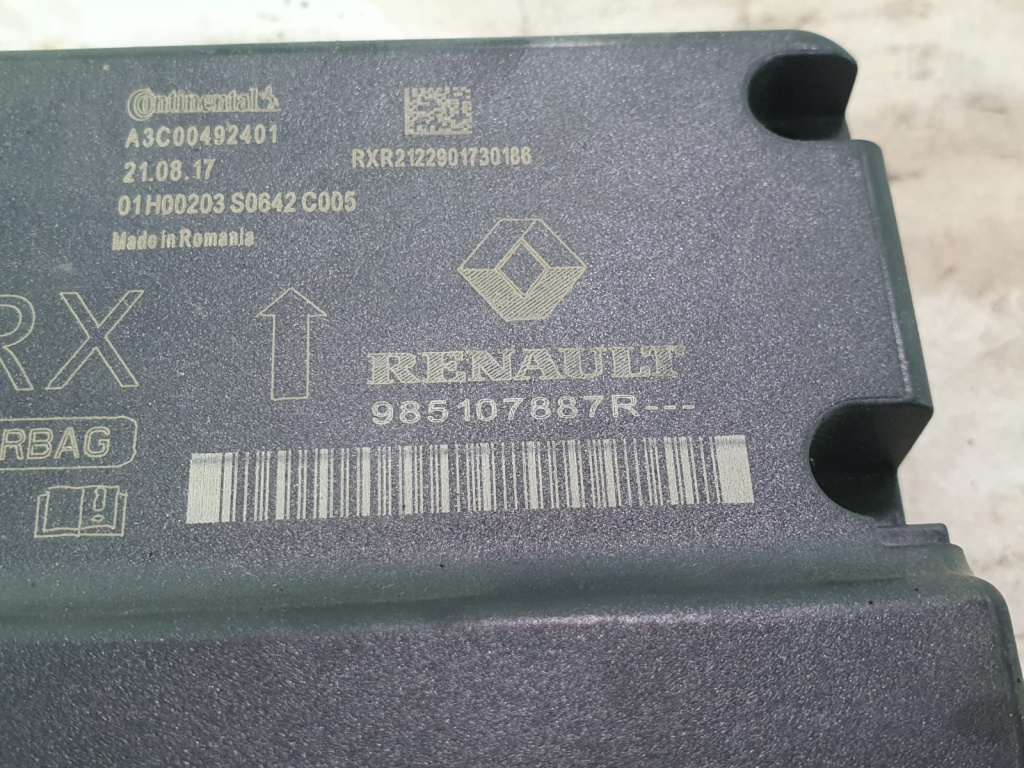 Continental
A3C00492401
21.08.17
RXR2122901730186
01H00203 S0642 C005
Made in Romania
RX
RENAULT
985107887R---
RBAG